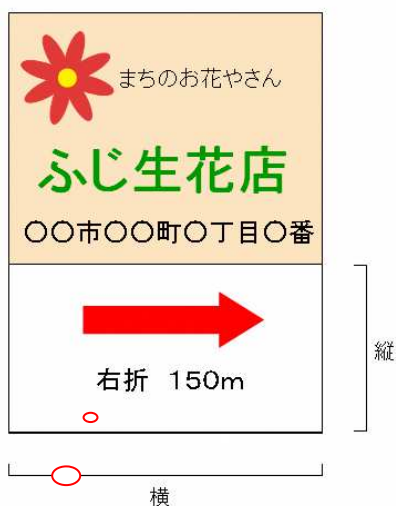 まちのお花やさん
ふじ生花店
〇〇市〇〇町〇丁目〇番
右折 150m
縦
横